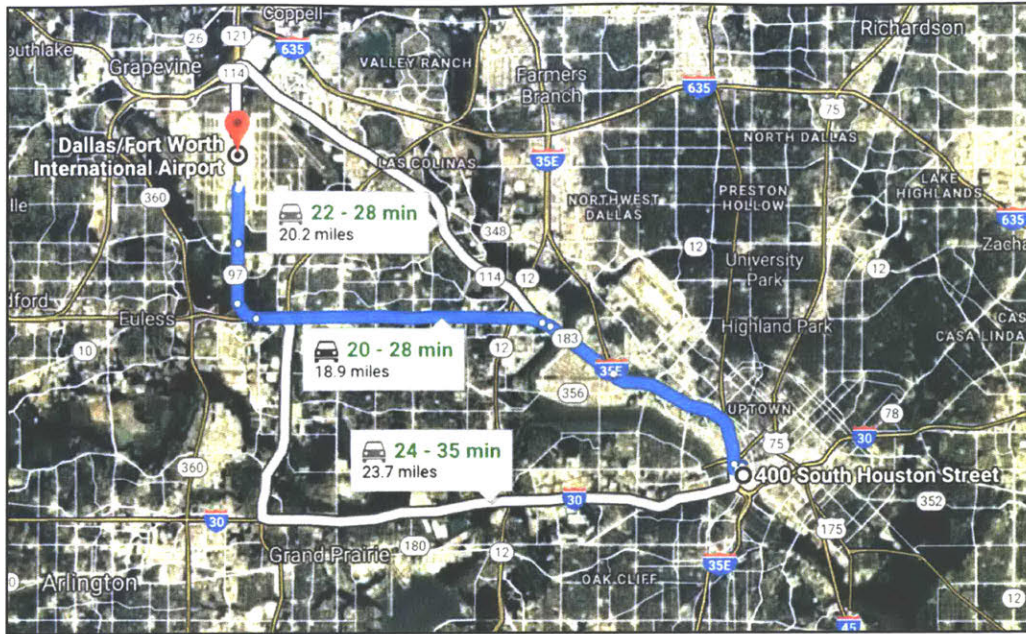 Coppell
Richardson
outhlake
26
121
635
Grapevine
VALLEY RANCH
Farmers
Branch
114
635
75
Dallas/Fort Worth
International Airport
NORTH DALLAS
LAS COLINAS
35E
LAKE
HIGHLANDS
360
22 - 28 min
20.2 miles
NORTHWEST
DALLAS
PRESTON
HOLLOW
635
348
12
Zacha
97
114
12
University
Park
12
dford
Euless
183
Highland Park
CAS
CASA LINDA
10
20 - 28 min
18.9 miles
12
35E
356
UPTOWN
78
24 - 35 min
23.7 miles
75
30
360
400 South Houston Street
30
352
30
180
12
175
Grand Prairie
35E
Arlington
OAK CLIFF
12
45